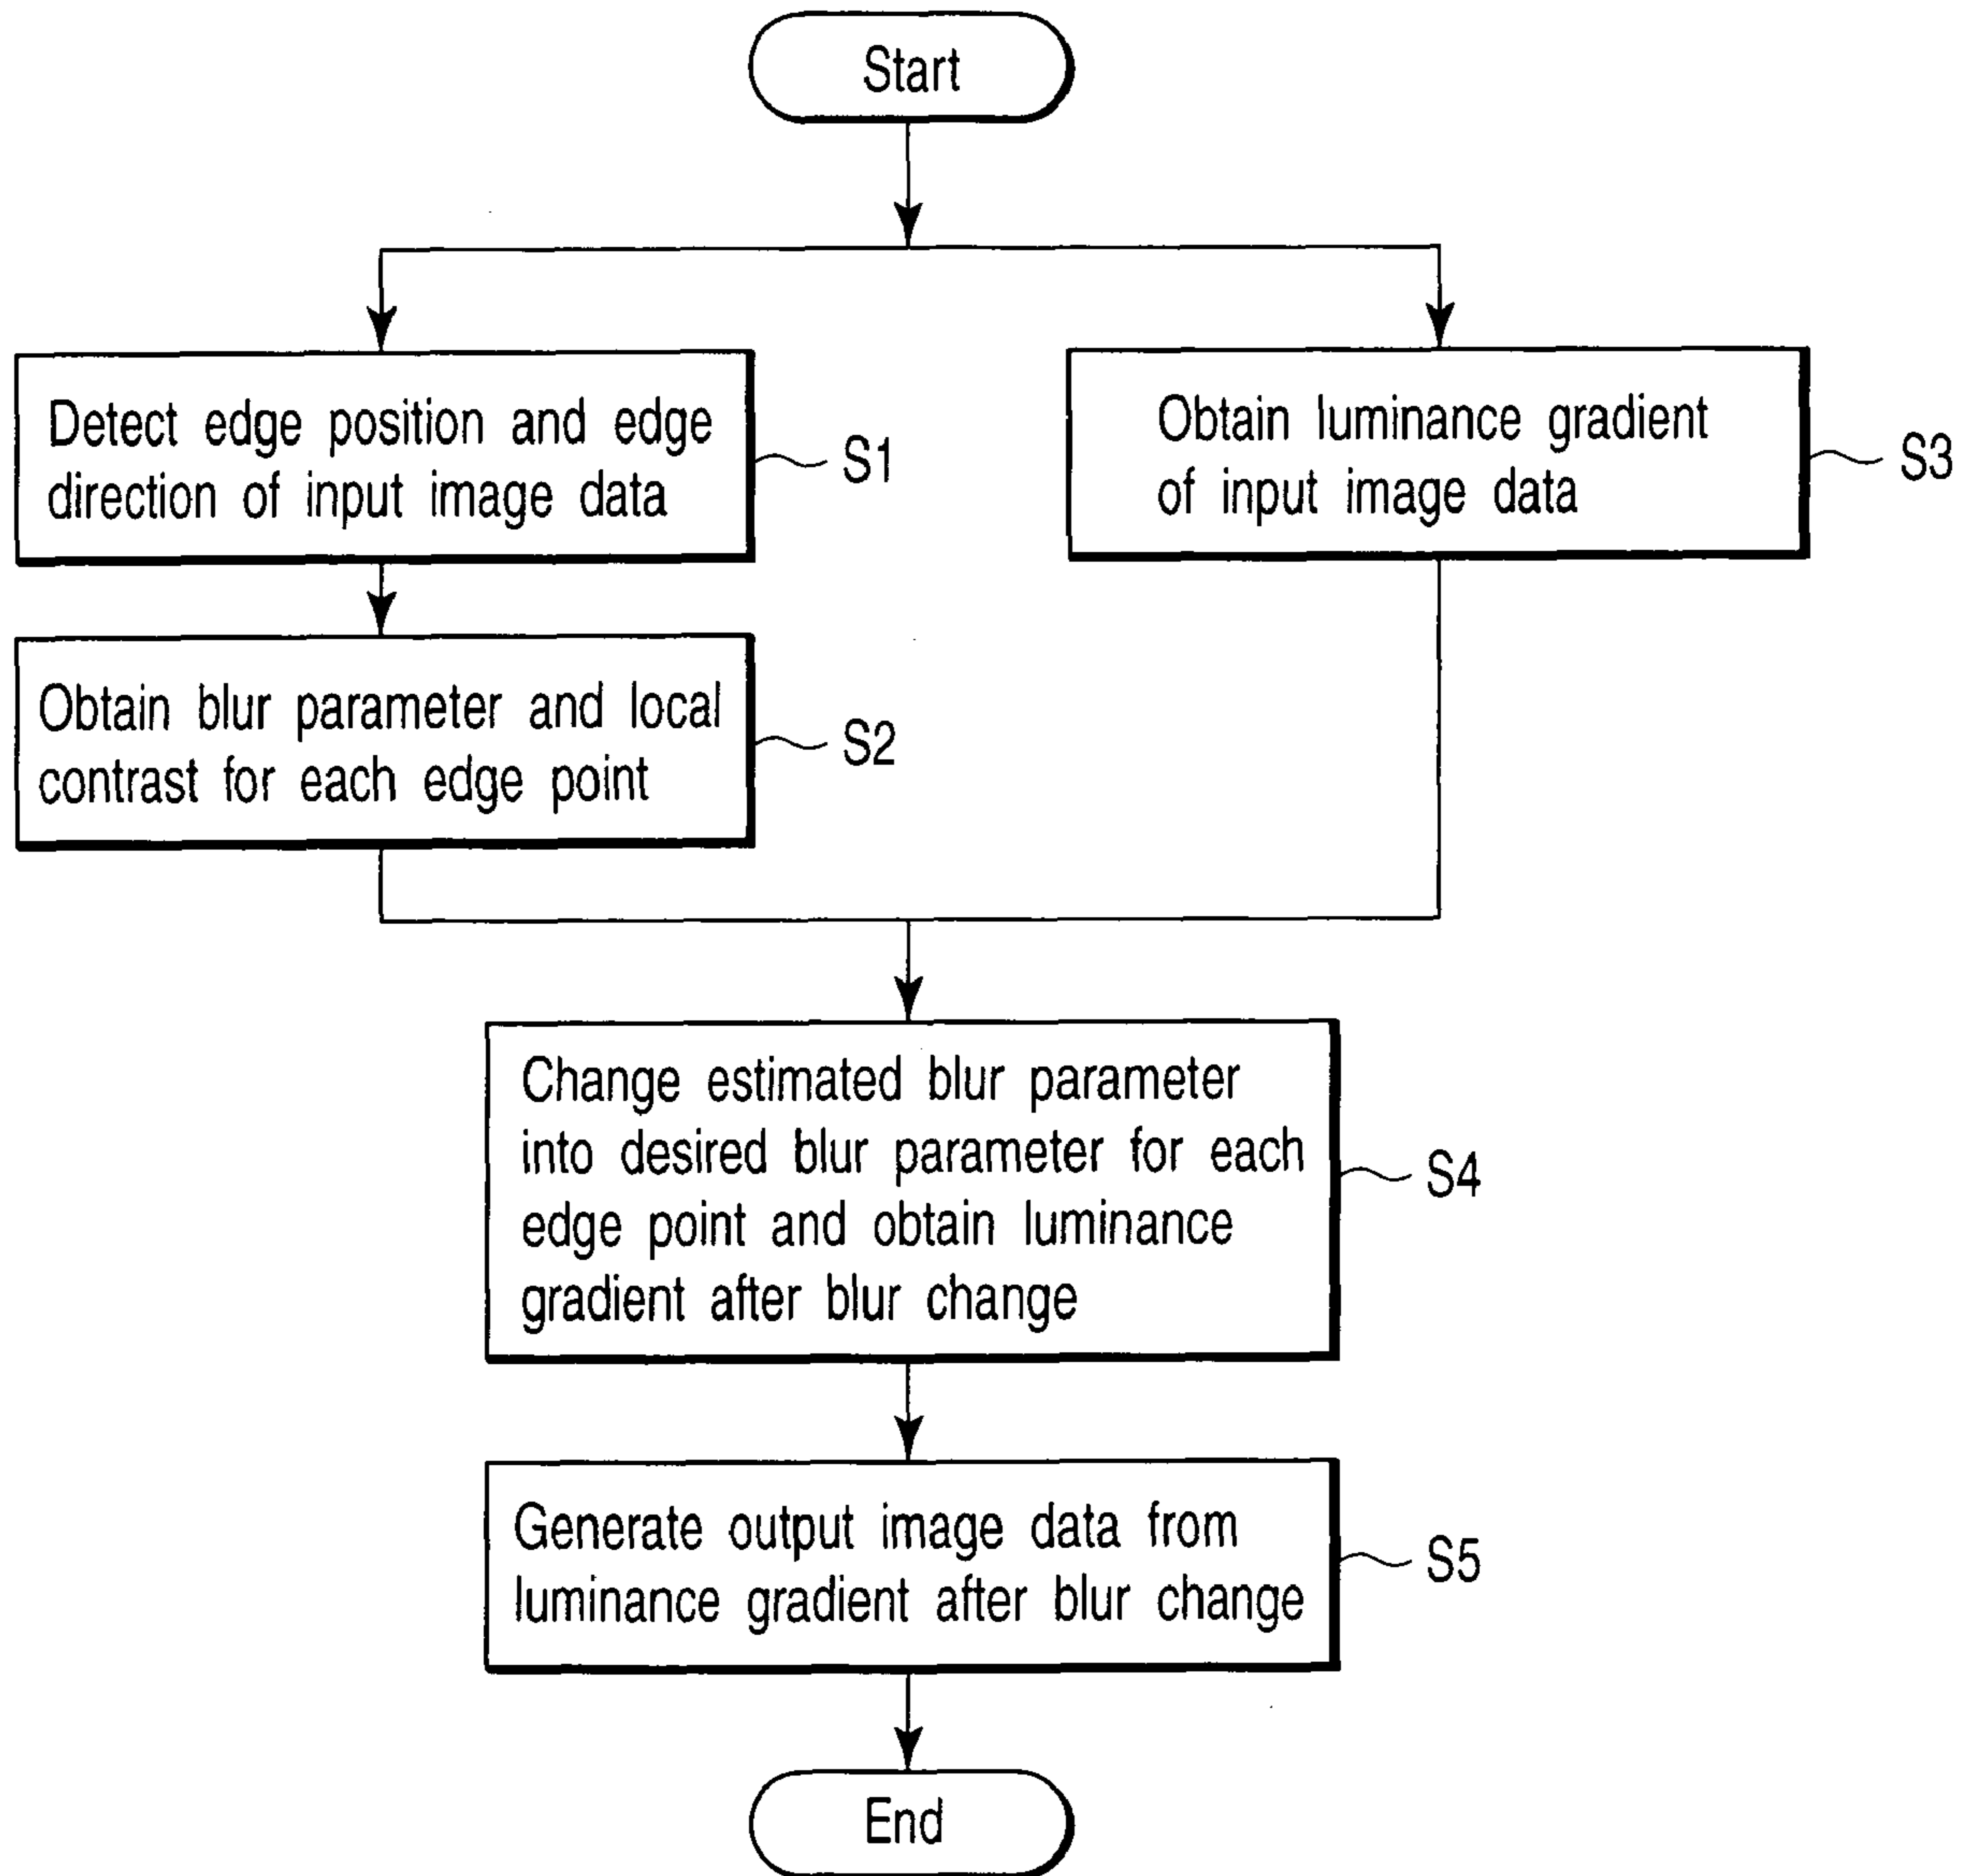 Start
Detect edge position and edge
direction of input image data
S1
Obtain luminance gradient
of input image data
S3
Obtain blur parameter and local
contrast for each edge point
S2
Change estimated blur parameter
into desired blur parameter for each
edge point and obtain luminance
gradient after blur change
S4
Generate output image data from
luminance gradient after blur change
S5
End